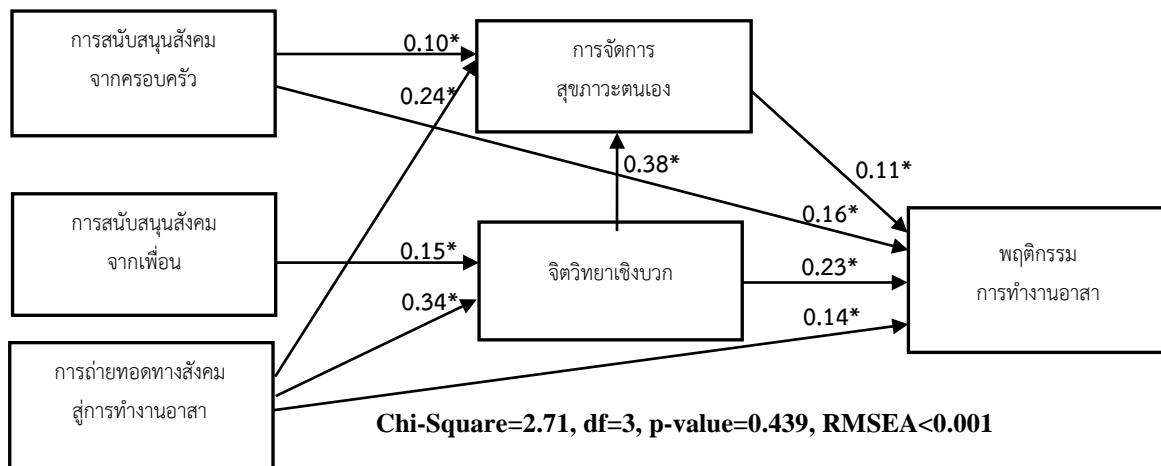 การสนับสนุนสังคม
จากครอบครัว
0.10*
การจัดการ
สุขภาวะตนเอง
0.24*
0.38*
0.11*
การสนับสนุนสังคม
จากเพื่อน
0.15*
จิตวิทยาเชิงบวก
0.16*
0.23*
พฤติกรรม
การทำงานอาสา
0.34*
0.14*
การถ่ายทอดทางสังคม
สู่การทำงานอาสา
Chi-Square=2.71, df=3, p-value=0.439, RMSEA<0.001